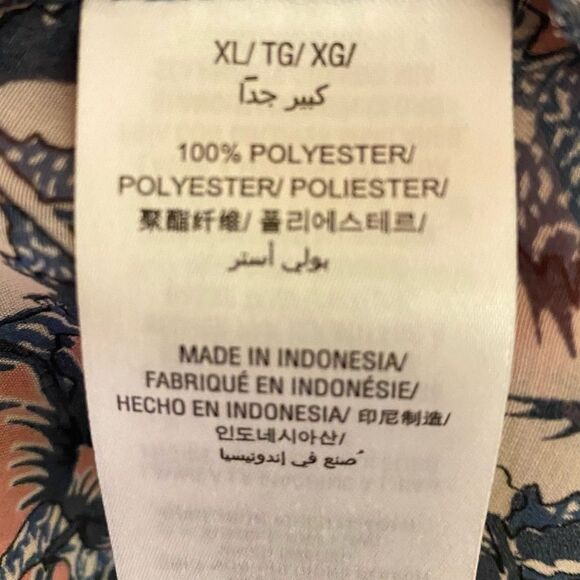 XL/ TG/ XG/
كبير جدًا
100% POLYESTER/
POLYESTER/ POLIESTER/
聚酯纤维/ 폴리에스테르/
بولي أستر
MADE IN INDONESIA/
FABRIQUÉ EN INDONÉSIE/
HECHO EN INDONESIA/ 印尼制造/
인도네시아산/
صنع في إندونيسيا